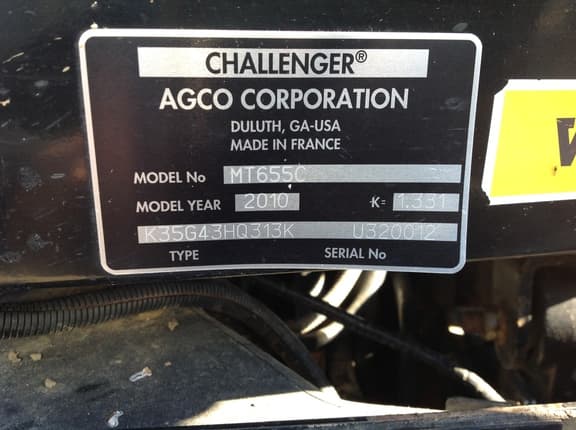 CHALLENGER®
AGCO CORPORATION
DULUTH, GA-USA
MADE IN FRANCE
MODEL No MT655C
MODEL YEAR 2010 K= 1.331
K35G43HQ313K U320012
TYPE SERIAL No